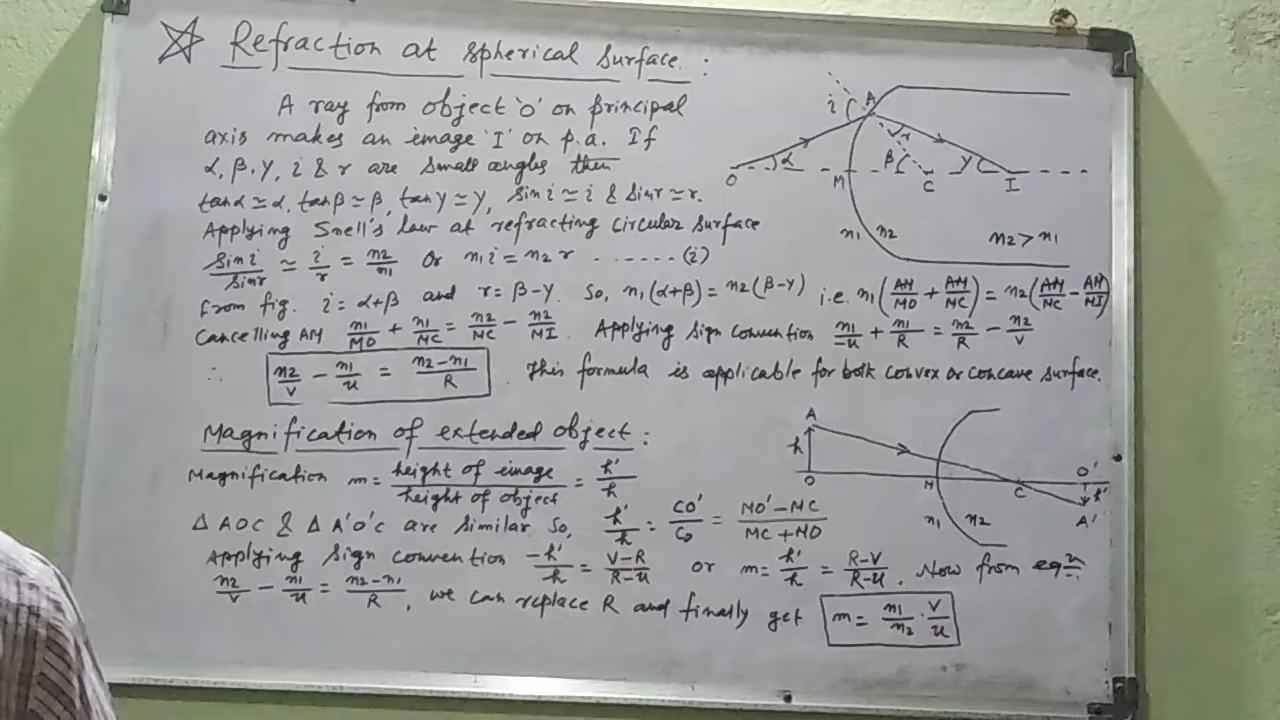 ☆ Refraction at spherical surface. :
A ray from object 'O' on principal
axis makes an image 'I' on p.a. If
α, β, γ, i & r are small angles then
tanα ≃ α, tanβ ≃ β, tanγ ≃ γ, sin i ≃ i & sin r ≃ r.
Applying Snell's law at refracting circular surface
sin i/sin r ≃ i/r = n2/n1 or n1 i = n2 r ....... (i)
From fig. i = α+β and r = β-γ. So, n1(α+β) = n2(β-γ) i.e. n1(AM/MO + AM/MC) = n2(AM/MC - AM/MI)
Cancelling AM n1/MO + n1/MC = n2/MC - n2/MI. Applying sign convention n1/-u + n1/R = n2/R - n2/v
∴ n2/v - n1/u = n2-n1/R . This formula is applicable for both convex or concave surface.
i A r
α β γ
O M C I
n1 n2 n2 > n1
Magnification of extended object :
Magnification m = height of eimage/height of object = h'/h
Δ AOC & Δ A'O'C are similar. So, h'/h = CO'/CO = MO'-MC/MC+MO
Applying sign convention -h'/h = V-R/R-u or m = h'/h = R-V/R-u. Now from eqn
n2/v - n1/u = n2-n1/R, we can replace R and finally get m = n1/n2 . V/u
A
h
O M C O' h'
A'
n1 n2